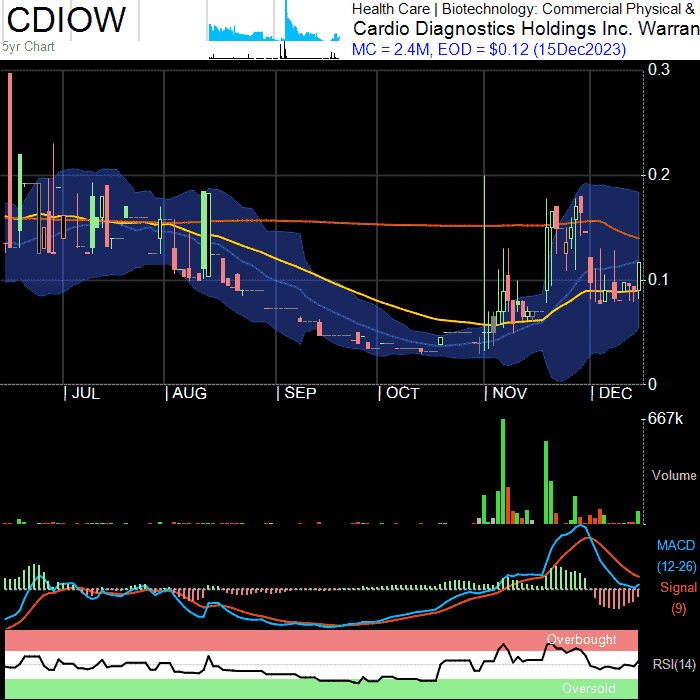 CDIOW
5yr Chart
Health Care | Biotechnology: Commercial Physical &
Cardio Diagnostics Holdings Inc. Warran
MC = 2.4M, EOD = $0.12 (15Dec2023)
0.3
0.2
0.1
0
JUL AUG SEP OCT NOV DEC
667k
Volume
MACD
(12-26)
Signal
(9)
Overbought
RSI(14)
Oversold